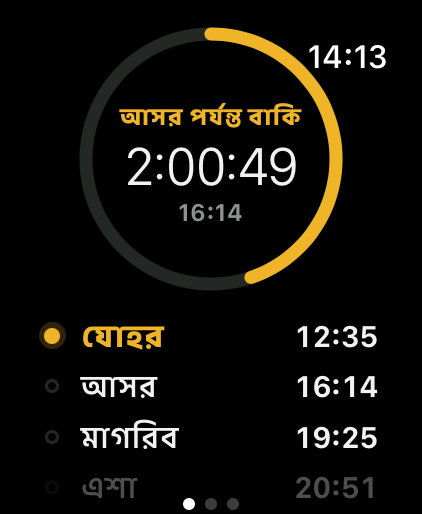 14:13
আসর পর্যন্ত বাকি
2:00:49
16:14
যোহর 12:35
আসর 16:14
মাগরিব 19:25
এশা 20:51